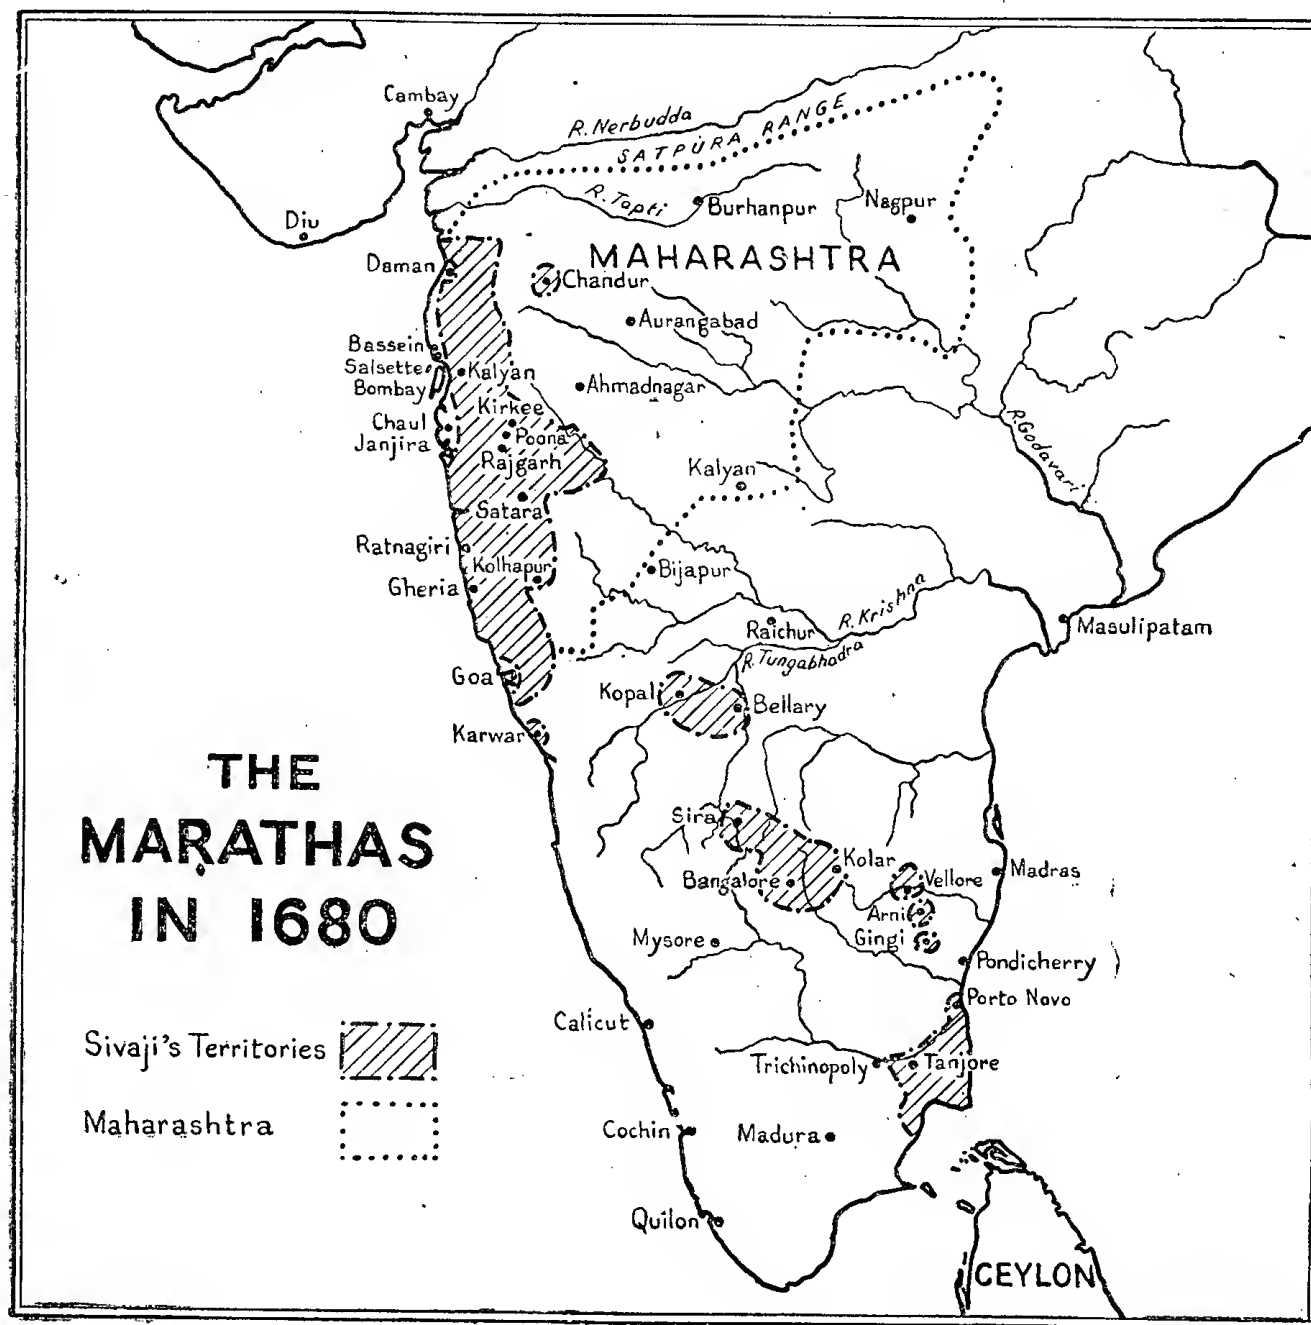 Cambay
R. Nerbudda
SATPURA RANGE
R. Tapti
Burhanpur
Nagpur
Diu
MAHARASHTRA
Daman
Chandur
Aurangabad
Bassein
Salsette
Bombay
Kalyan
Ahmadnagar
Kirkee
Chaul
Janjira
Poona
Rajgarh
R. Godavari
Kalyan
Satara
Ratnagiri
Kolhapur
Gheria
Bijapur
R. Krishna
Raichur
Masulipatam
R. Tungabhadra
Goa
Kopal
Bellary
Karwar
THE
MARATHAS
IN 1680
Sira
Kolar
Bangalore
Vellore
Madras
Arni
Gingi
Mysore
Pondicherry
Porto Novo
Calicut
Sivaji's Territories
Trichinopoly
Tanjore
Maharashtra
Cochin
Madura
Quilon
CEYLON